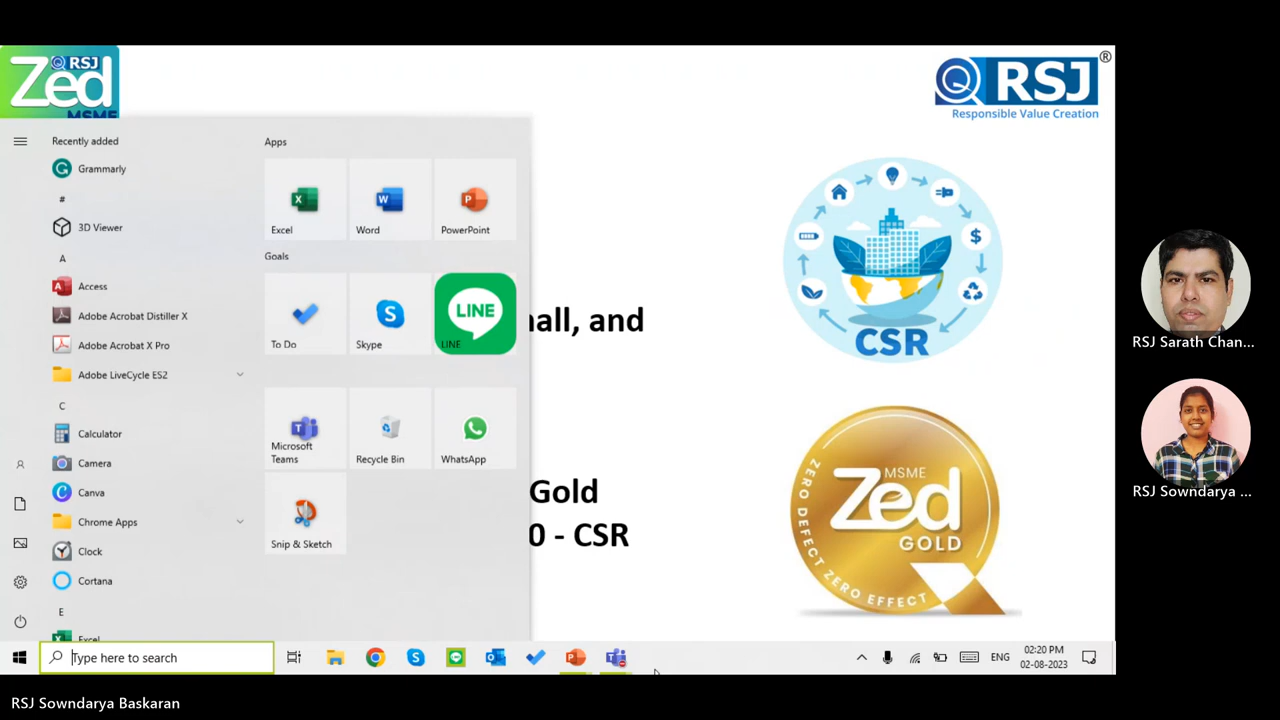 RSJ
Zed
MSME
RSJ®
Responsible Value Creation
Recently added
Grammarly
#
3D Viewer
A
Access
Adobe Acrobat Distiller X
Adobe Acrobat X Pro
Adobe LiveCycle ES2
C
Calculator
Camera
Canva
Chrome Apps
Clock
Cortana
E
Excel
Apps
Excel
Word
PowerPoint
Goals
To Do
Skype
LINE
LINE
Microsoft
Teams
Recycle Bin
WhatsApp
Snip & Sketch
all, and
Gold
0 - CSR
CSR
MSME
Zed
GOLD
ZERO DEFECT ZERO EFFECT
RSJ Sarath Chan...
RSJ Sowndarya ...
Type here to search
ENG
02:20 PM
02-08-2023
RSJ Sowndarya Baskaran